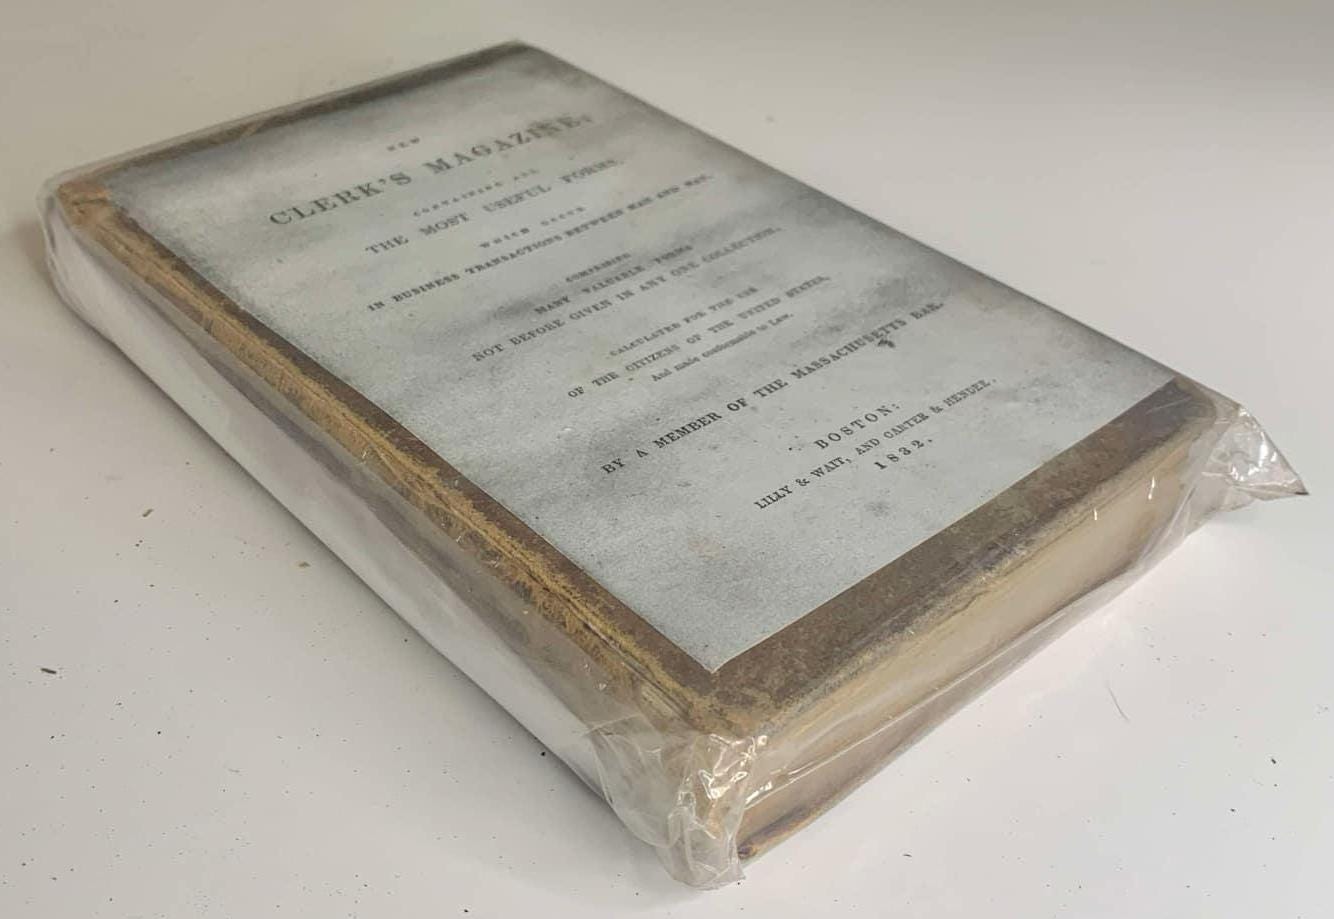 NEW
CLERK'S MAGAZINE,
CONTAINING ALL
THE MOST USEFUL FORMS,
WHICH OCCUR
IN BUSINESS TRANSACTIONS BETWEEN MAN AND MAN.
COMPRISING
MANY VALUABLE FORMS
NOT BEFORE GIVEN IN ANY ONE COLLECTION.
CALCULATED FOR THE USE
OF THE CITIZENS OF THE UNITED STATES,
And made conformable to Law.
BY A MEMBER OF THE MASSACHUSETTS BAR.
BOSTON:
LILLY & WAIT, AND CARTER & HENDEE.
1832.